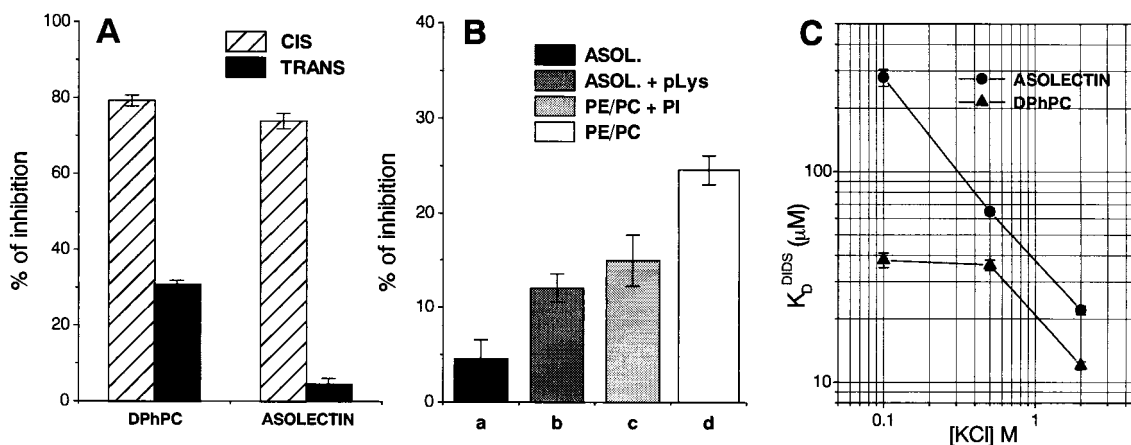 A
CIS
TRANS
100
80
60
40
20
0
% of inhibition
DPhPC
ASOLECTIN
B
ASOL.
ASOL. + pLys
PE/PC + PI
PE/PC
40
30
20
10
0
% of inhibition
a
b
c
d
C
ASOLECTIN
DPhPC
100
10
K_D^DIDS (μM)
0.1
1
[KCl] M